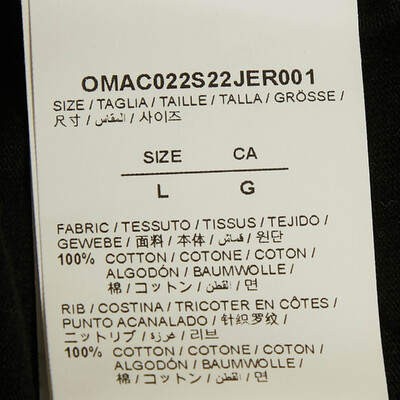 OMAC022S22JER001
SIZE / TAGLIA / TAILLE / TALLA / GRÖSSE /
尺寸 / المقاس / 사이즈
SIZE CA
L G
FABRIC / TESSUTO / TISSUS / TEJIDO /
GEWEBE / 面料 / 本体 / قماش / 원단
100% COTTON / COTONE / COTON /
ALGODÓN / BAUMWOLLE /
棉 / コットン / القطن / 면
RIB / COSTINA / TRICOTER EN CÔTES /
PUNTO ACANALADO / 针织罗纹 /
ニットリブ / غرزة / 리브
100% COTTON / COTONE / COTON /
ALGODÓN / BAUMWOLLE /
棉 / コットン / القطن / 면